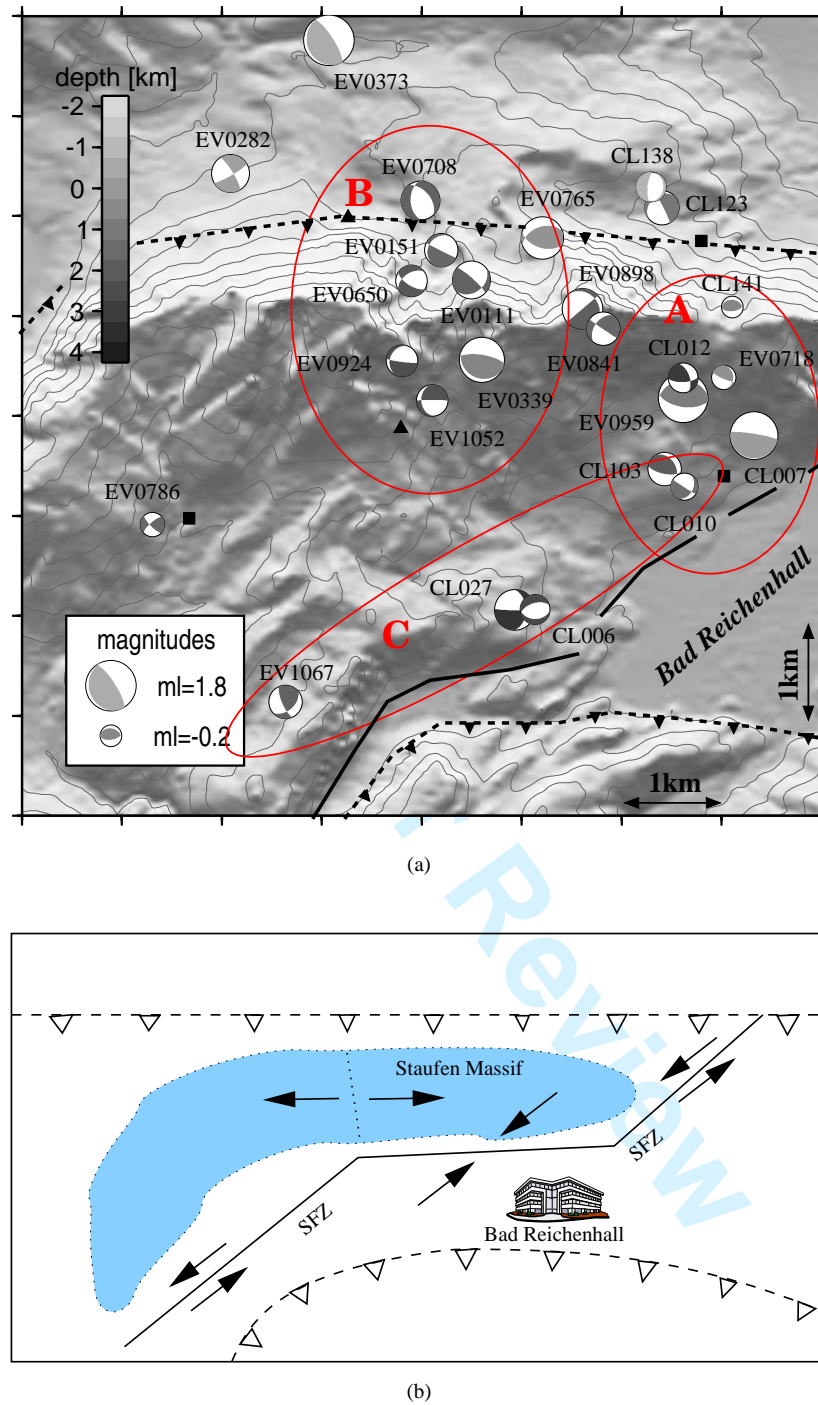 depth [km]
-2
-1
0
1
2
3
4
EV0373
EV0282
EV0708
CL138
B
EV0765
CL123
EV0151
EV0898
EV0650
CL141
A
EV0111
EV0924
EV0841
CL012
EV0718
EV0339
EV0959
EV1052
CL103
CL007
EV0786
CL010
CL027
CL006
Bad Reichenhall
C
magnitudes
ml=1.8
ml=-0.2
EV1067
1km
1km
(a)
r Review
Staufen Massif
SFZ
SFZ
Bad Reichenhall
(b)